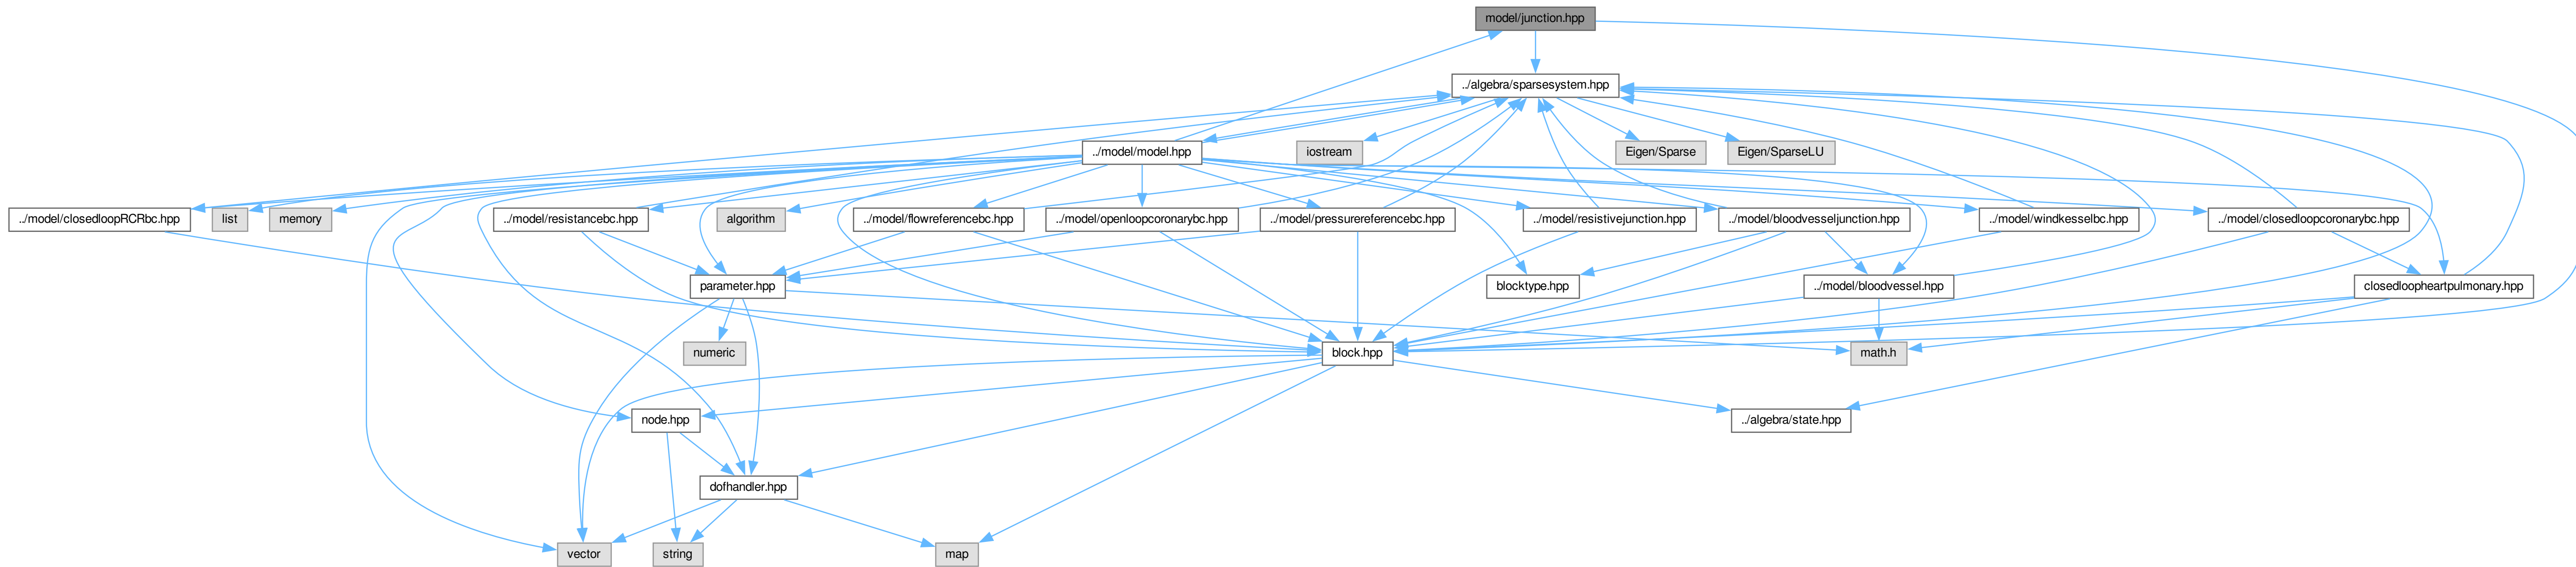 model/junction.hpp
../algebra/sparsesystem.hpp
../model/model.hpp
iostream
Eigen/Sparse
Eigen/SparseLU
../model/closedloopRCRbc.hpp
list
memory
../model/resistancebc.hpp
algorithm
../model/flowreferencebc.hpp
../model/openloopcoronarybc.hpp
../model/pressurereferencebc.hpp
../model/resistivejunction.hpp
../model/bloodvesseljunction.hpp
../model/windkesselbc.hpp
../model/closedloopcoronarybc.hpp
parameter.hpp
blocktype.hpp
../model/bloodvessel.hpp
closedloopheartpulmonary.hpp
numeric
block.hpp
math.h
node.hpp
../algebra/state.hpp
dofhandler.hpp
vector
string
map